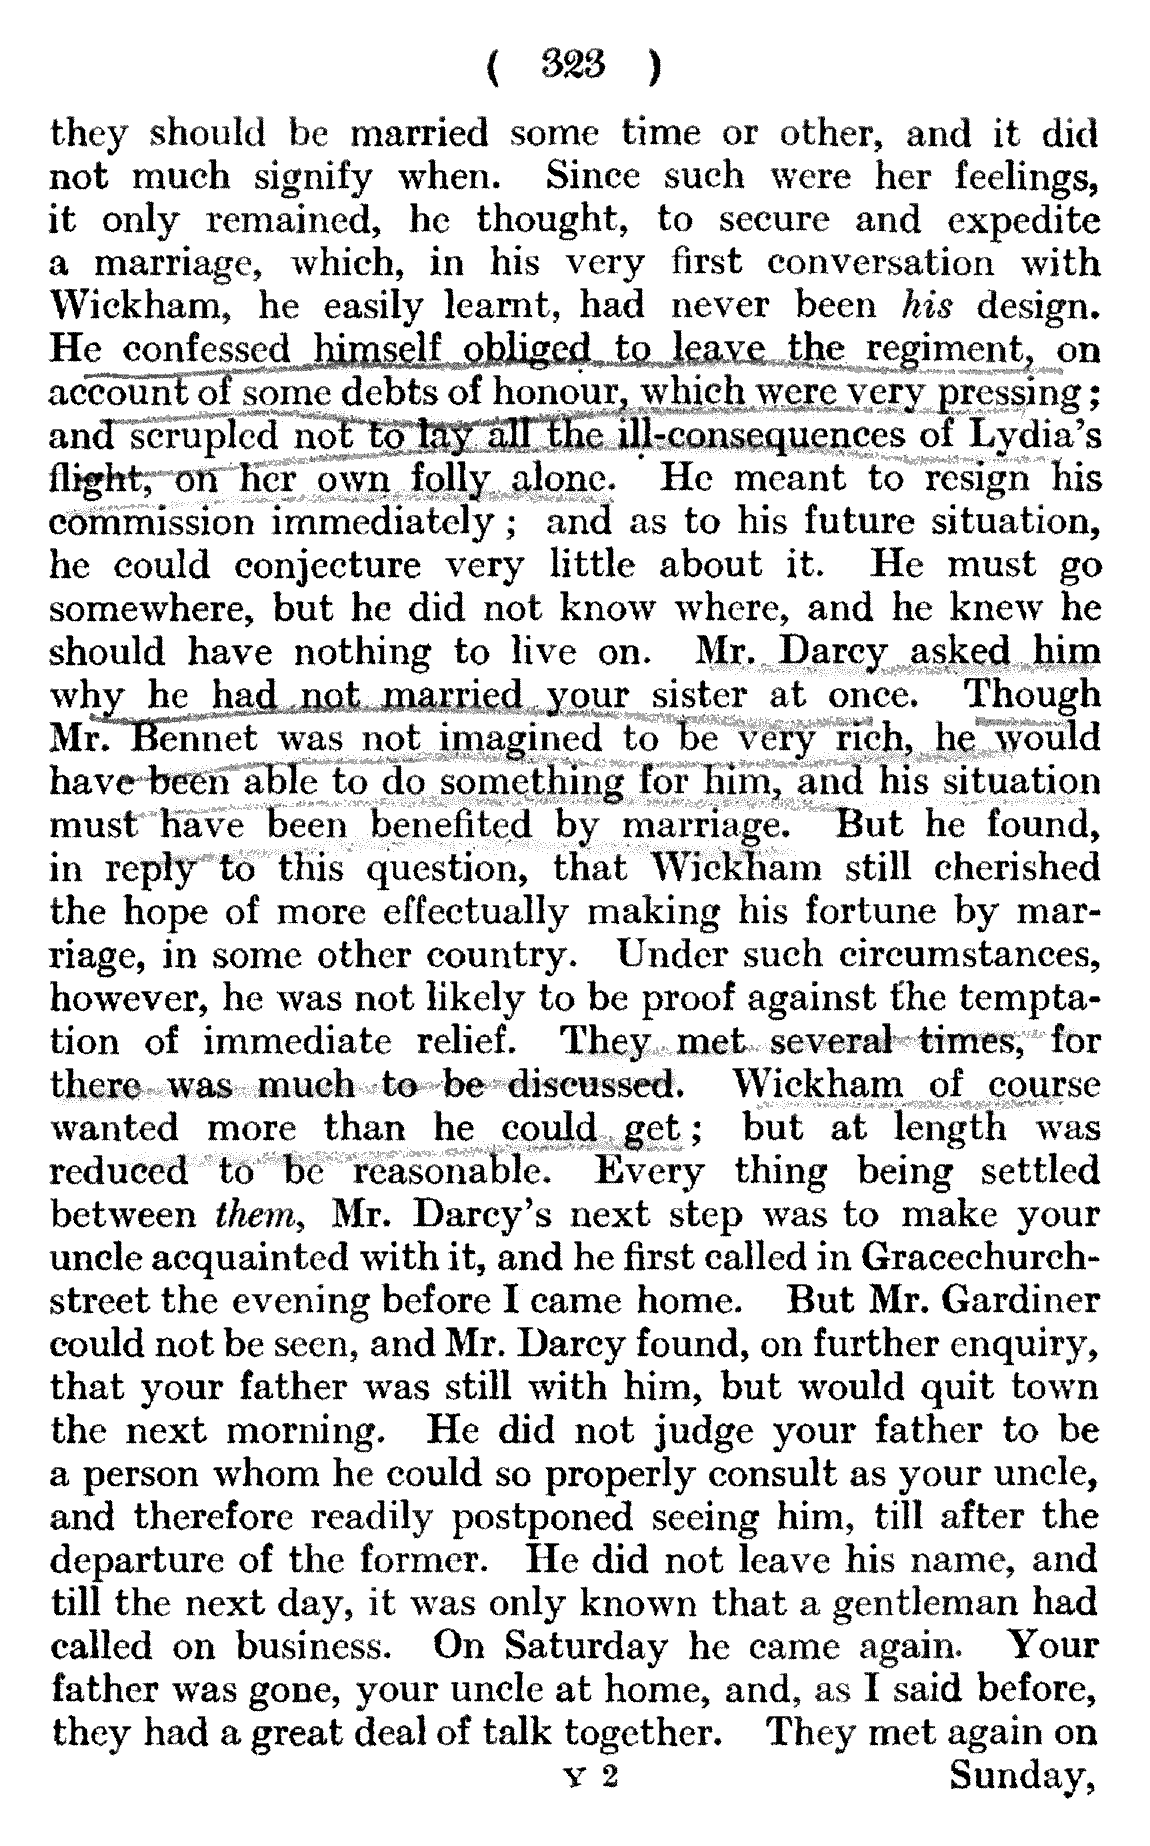 ( 323 )
they should be married some time or other, and it did
not much signify when. Since such were her feelings,
it only remained, he thought, to secure and expedite
a marriage, which, in his very first conversation with
Wickham, he easily learnt, had never been his design.
He confessed himself obliged to leave the regiment, on
account of some debts of honour, which were very pressing;
and scrupled not to lay all the ill-consequences of Lydia's
flight, on her own folly alone. He meant to resign his
commission immediately; and as to his future situation,
he could conjecture very little about it. He must go
somewhere, but he did not know where, and he knew he
should have nothing to live on. Mr. Darcy asked him
why he had not married your sister at once. Though
Mr. Bennet was not imagined to be very rich, he would
have been able to do something for him, and his situation
must have been benefited by marriage. But he found,
in reply to this question, that Wickham still cherished
the hope of more effectually making his fortune by mar-
riage, in some other country. Under such circumstances,
however, he was not likely to be proof against the tempta-
tion of immediate relief. They met several times, for
there was much to be discussed. Wickham of course
wanted more than he could get; but at length was
reduced to be reasonable. Every thing being settled
between them, Mr. Darcy's next step was to make your
uncle acquainted with it, and he first called in Gracechurch-
street the evening before I came home. But Mr. Gardiner
could not be seen, and Mr. Darcy found, on further enquiry,
that your father was still with him, but would quit town
the next morning. He did not judge your father to be
a person whom he could so properly consult as your uncle,
and therefore readily postponed seeing him, till after the
departure of the former. He did not leave his name, and
till the next day, it was only known that a gentleman had
called on business. On Saturday he came again. Your
father was gone, your uncle at home, and, as I said before,
they had a great deal of talk together. They met again on
Y 2 Sunday,